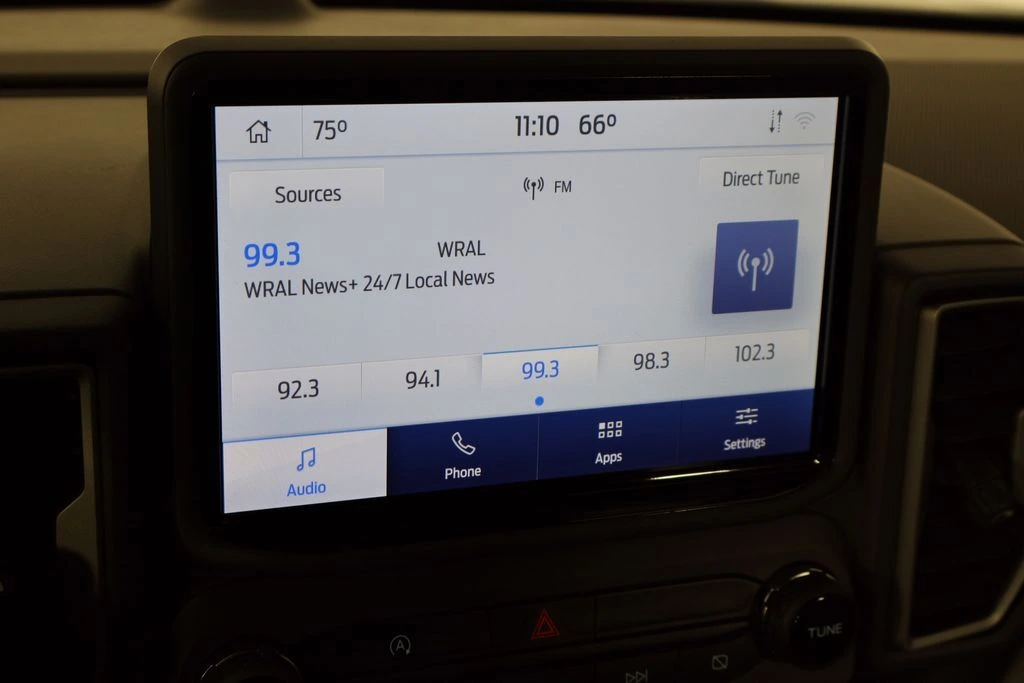 75° 11:10 66°
Sources FM Direct Tune
99.3 WRAL
WRAL News+ 24/7 Local News
92.3 94.1 99.3 98.3 102.3
Audio Phone Apps Settings
A
TUNE